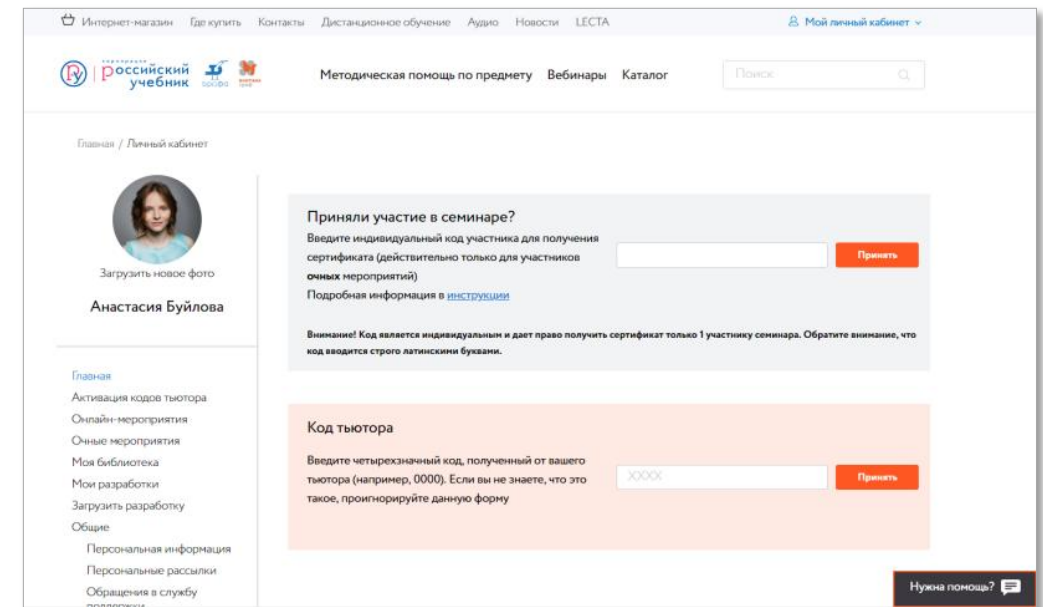 Интернет-магазин Где купить Контакты Дистанционное обучение Аудио Новости LECTA Мой личный кабинет
корпорация
российский
учебник
Методическая помощь по предмету Вебинары Каталог Поиск
Главная / Личный кабинет
Загрузить новое фото
Анастасия Буйлова
Главная
Активация кодов тьютора
Онлайн-мероприятия
Очные мероприятия
Моя библиотека
Мои разработки
Загрузить разработку
Общие
Персональная информация
Персональные рассылки
Обращения в службу
поддержки
Приняли участие в семинаре?
Введите индивидуальный код участника для получения
сертификата (действительно только для участников
очных мероприятий)
Подробная информация в инструкции
Принять
Внимание! Код является индивидуальным и дает право получить сертификат только 1 участнику семинара. Обратите внимание, что
код вводится строго латинскими буквами.
Код тьютора
Введите четырехзначный код, полученный от вашего
тьютора (например, 0000). Если вы не знаете, что это
такое, проигнорируйте данную форму
XXXX
Принять
Нужна помощь?